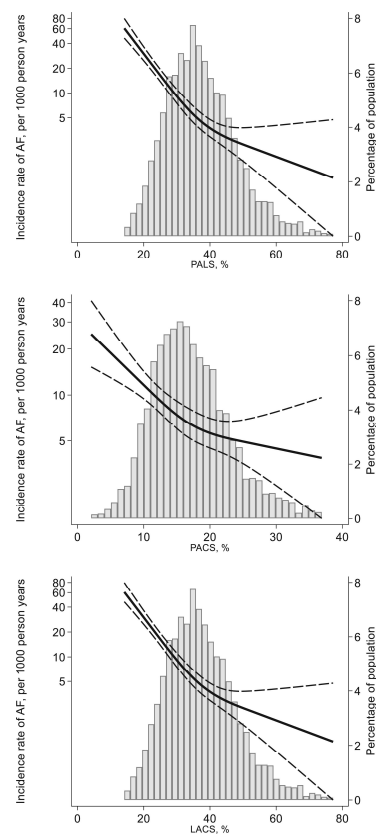 Incidence rate of AF, per 1000 person years
80
60
40
20
10
5
8
6
4
2
0
Percentage of population
0 20 40 60 80
PALS, %
Incidence rate of AF, per 1000 person years
40
30
20
10
5
8
6
4
2
0
Percentage of population
0 10 20 30 40
PACS, %
Incidence rate of AF, per 1000 person years
80
60
40
20
10
5
8
6
4
2
0
Percentage of population
0 20 40 60 80
LACS, %